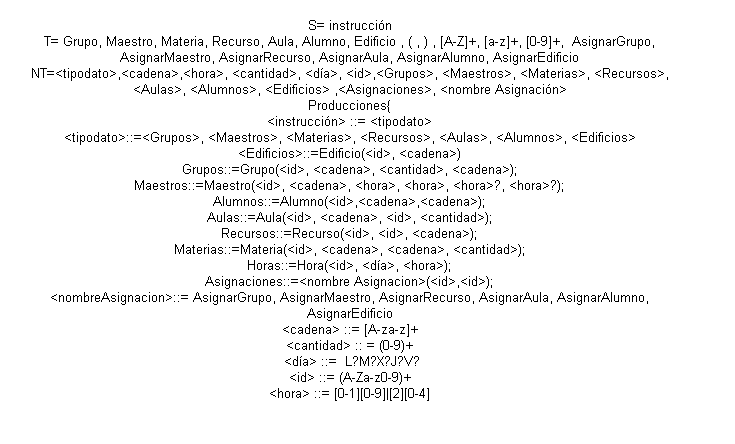 S= instrucción
T= Grupo, Maestro, Materia, Recurso, Aula, Alumno, Edificio , ( , ) , [A-Z]+, [a-z]+, [0-9]+,  AsignarGrupo,
AsignarMaestro, AsignarRecurso, AsignarAula, AsignarAlumno, AsignarEdificio
NT=<tipodato>,<cadena>,<hora>, <cantidad>, <día>, <id>,<Grupos>, <Maestros>, <Materias>, <Recursos>,
<Aulas>, <Alumnos>, <Edificios> ,<Asignaciones>, <nombre Asignación>
Producciones{
<instrucción> ::= <tipodato>
<tipodato>::=<Grupos>, <Maestros>, <Materias>, <Recursos>, <Aulas>, <Alumnos>, <Edificios>
<Edificios>::=Edificio(<id>, <cadena>)
Grupos::=Grupo(<id>, <cadena>, <cantidad>, <cadena>);
Maestros::=Maestro(<id>, <cadena>, <hora>, <hora>, <hora>?, <hora>?);
Alumnos::=Alumno(<id>,<cadena>,<cadena>);
Aulas::=Aula(<id>, <cadena>, <id>, <cantidad>);
Recursos::=Recurso(<id>, <id>, <cadena>);
Materias::=Materia(<id>, <cadena>, <cadena>, <cantidad>);
Horas::=Hora(<id>, <día>, <hora>);
Asignaciones::=<nombre Asignacion>(<id>,<id>);
<nombreAsignacion>::= AsignarGrupo, AsignarMaestro, AsignarRecurso, AsignarAula, AsignarAlumno,
AsignarEdificio
<cadena> ::= [A-za-z]+
<cantidad> :: = (0-9)+
<día> ::=  L?M?X?J?V?
<id> ::= (A-Za-z0-9)+
<hora> ::= [0-1][0-9]|[2][0-4]